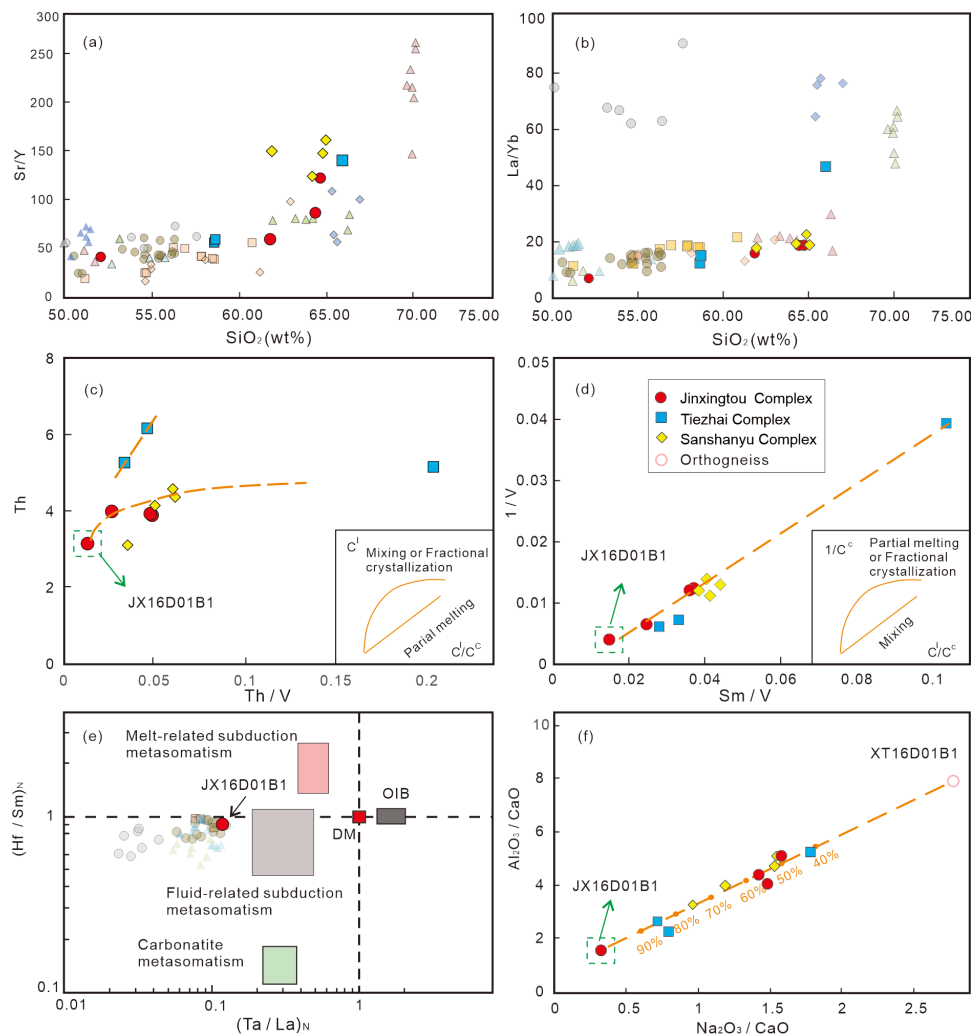 (a)
Sr/Y
300
250
200
150
100
50
0
50.00
55.00
60.00
65.00
70.00
75.00
SiO₂(wt%)
(b)
La/Yb
100
80
60
40
20
0
50.00
55.00
60.00
65.00
70.00
75.00
SiO₂(wt%)
(c)
Th
8
6
4
2
0
0
0.05
0.1
0.15
0.2
Th / V
JX16D01B1
Cᴵ
Mixing or Fractional
crystallization
Parial melting
Cᴵ/Cᶜ
(d)
1 / V
0.05
0.04
0.03
0.02
0.01
0
0
0.02
0.04
0.06
0.08
0.1
Sm / V
Jinxingtou Complex
Tiezhai Complex
Sanshanyu Complex
Orthogneiss
JX16D01B1
1/Cᶜ
Partial melting
or Fractional
crystallization
Mixing
Cᴵ/Cᶜ
(e)
(Hf / Sm)N
1
0.1
0.01
0.1
1
(Ta / La)N
Melt-related subduction
metasomatism
JX16D01B1
OIB
DM
Fluid-related subduction
metasomatism
Carbonatite
metasomatism
(f)
Al₂O₃ / CaO
10
8
6
4
2
0
0
0.5
1
1.5
2
2.5
Na₂O₃ / CaO
XT16D01B1
JX16D01B1
90%
80%
70%
60%
50%
40%